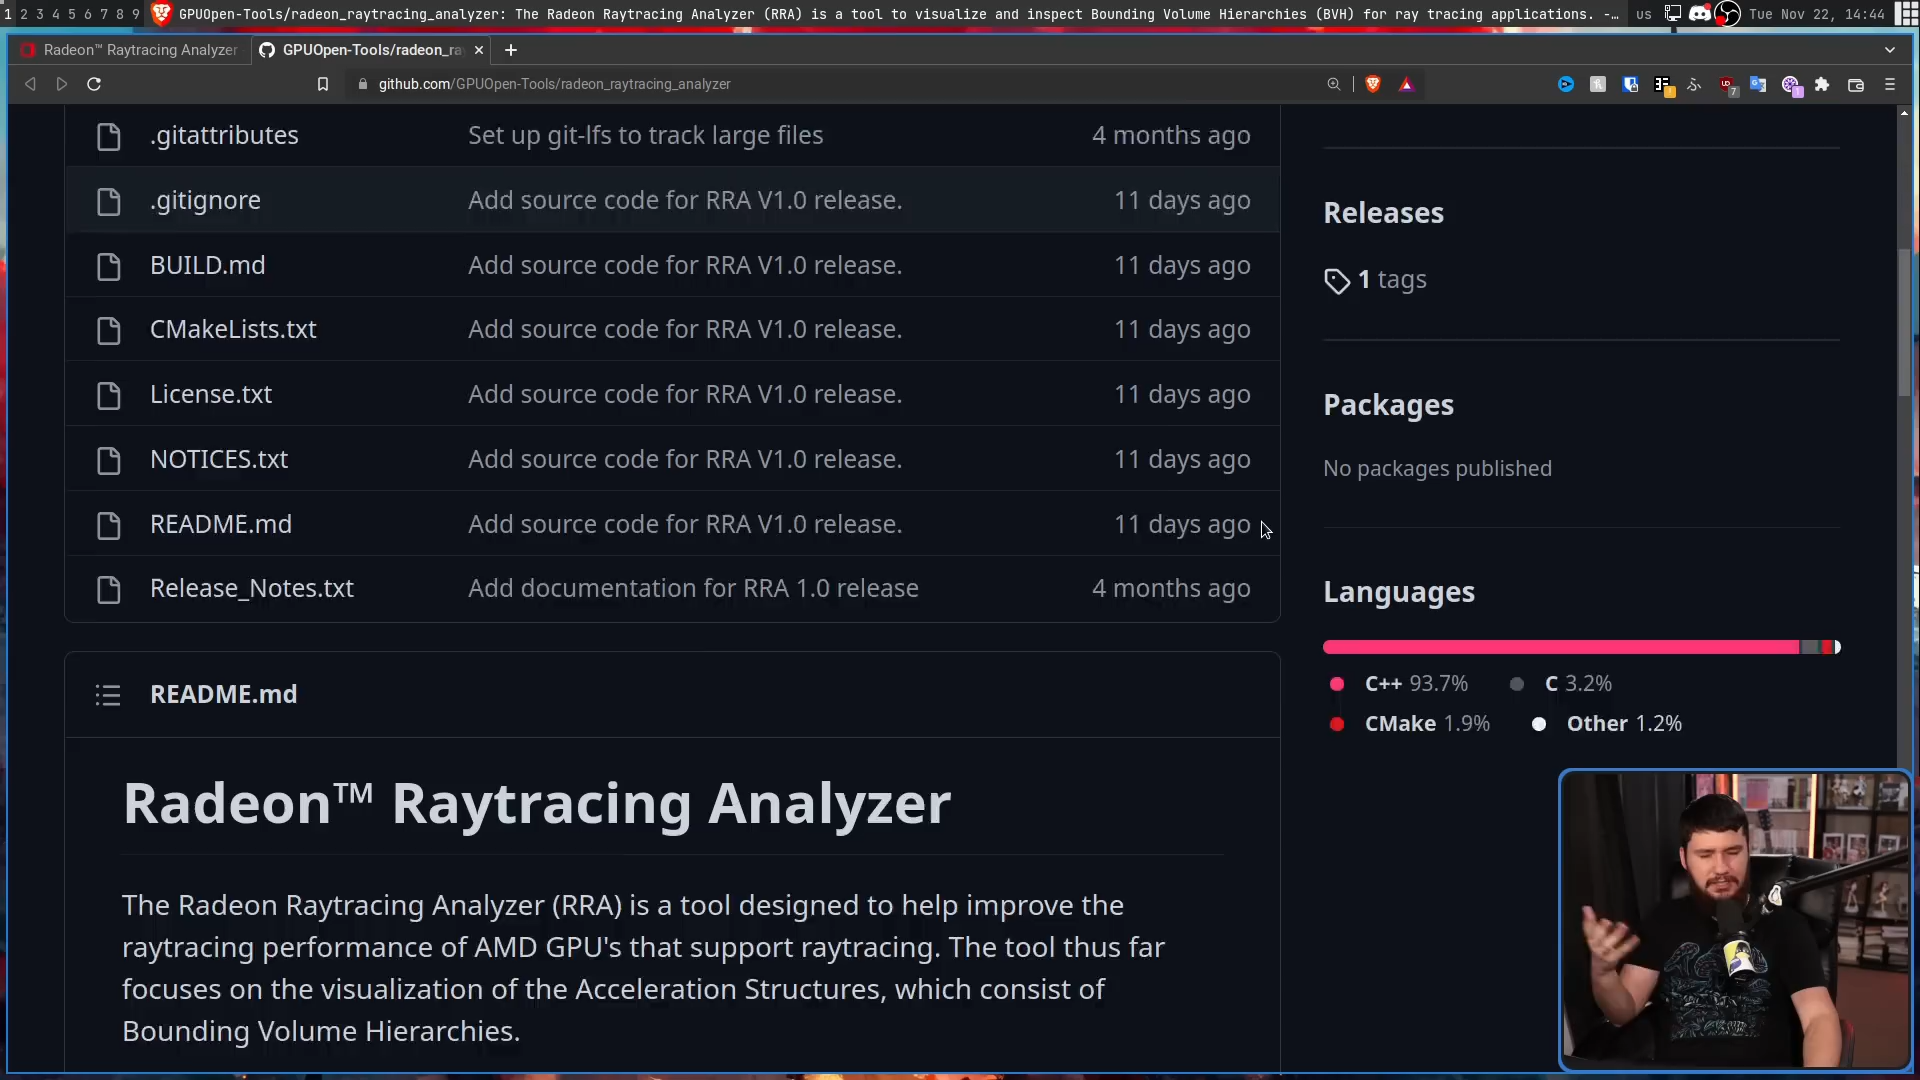 1 2 3 4 5 6 7 8 9 GPUOpen-Tools/radeon_raytracing_analyzer: The Radeon Raytracing Analyzer (RRA) is a tool to visualize and inspect Bounding Volume Hierarchies (BVH) for ray tracing applications. -… us Tue Nov 22, 14:44
Radeon™ Raytracing Analyzer GPUOpen-Tools/radeon_ra
github.com/GPUOpen-Tools/radeon_raytracing_analyzer
.gitattributes Set up git-lfs to track large files 4 months ago
.gitignore Add source code for RRA V1.0 release. 11 days ago
BUILD.md Add source code for RRA V1.0 release. 11 days ago
CMakeLists.txt Add source code for RRA V1.0 release. 11 days ago
License.txt Add source code for RRA V1.0 release. 11 days ago
NOTICES.txt Add source code for RRA V1.0 release. 11 days ago
README.md Add source code for RRA V1.0 release. 11 days ago
Release_Notes.txt Add documentation for RRA 1.0 release 4 months ago
README.md
Radeon™ Raytracing Analyzer
The Radeon Raytracing Analyzer (RRA) is a tool designed to help improve the
raytracing performance of AMD GPU's that support raytracing. The tool thus far
focuses on the visualization of the Acceleration Structures, which consist of
Bounding Volume Hierarchies.
Releases
1 tags
Packages
No packages published
Languages
C++ 93.7% C 3.2%
CMake 1.9% Other 1.2%